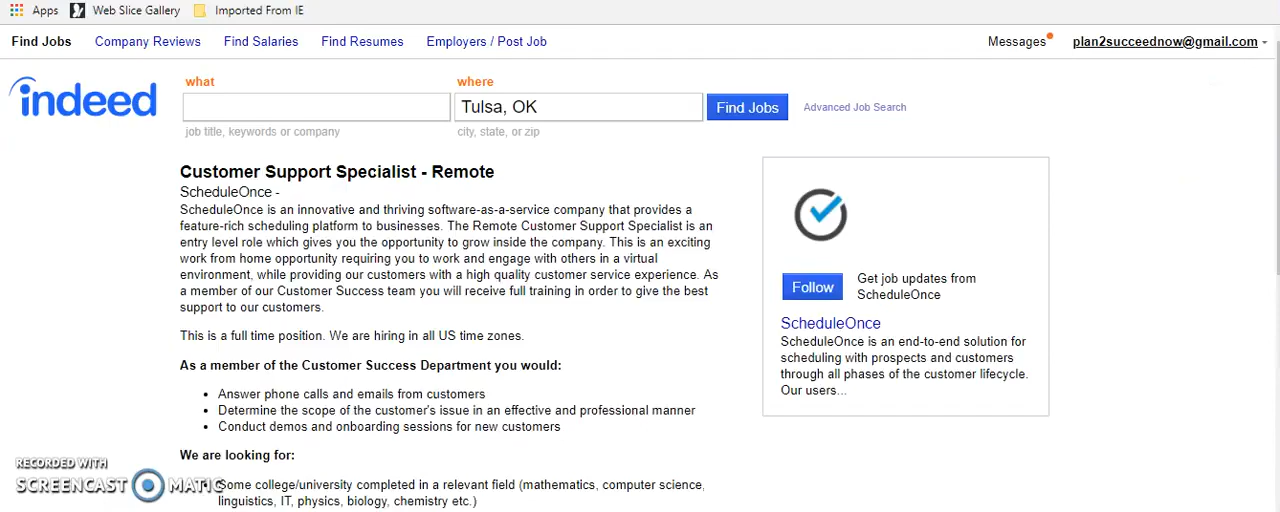 Apps Web Slice Gallery Imported From IE
Find Jobs Company Reviews Find Salaries Find Resumes Employers / Post Job Messages plan2succeednow@gmail.com
indeed
what where
Tulsa, OK Find Jobs Advanced Job Search
job title, keywords or company city, state, or zip
Customer Support Specialist - Remote
ScheduleOnce -
ScheduleOnce is an innovative and thriving software-as-a-service company that provides a
feature-rich scheduling platform to businesses. The Remote Customer Support Specialist is an
entry level role which gives you the opportunity to grow inside the company. This is an exciting
work from home opportunity requiring you to work and engage with others in a virtual
environment, while providing our customers with a high quality customer service experience. As
a member of our Customer Success team you will receive full training in order to give the best
support to our customers.
This is a full time position. We are hiring in all US time zones.
As a member of the Customer Success Department you would:
• Answer phone calls and emails from customers
• Determine the scope of the customer's issue in an effective and professional manner
• Conduct demos and onboarding sessions for new customers
We are looking for:
Some college/university completed in a relevant field (mathematics, computer science,
linguistics, IT, physics, biology, chemistry etc.)
Follow
Get job updates from
ScheduleOnce
ScheduleOnce
ScheduleOnce is an end-to-end solution for
scheduling with prospects and customers
through all phases of the customer lifecycle.
Our users...
RECORDED WITH
SCREENCAST MATIC